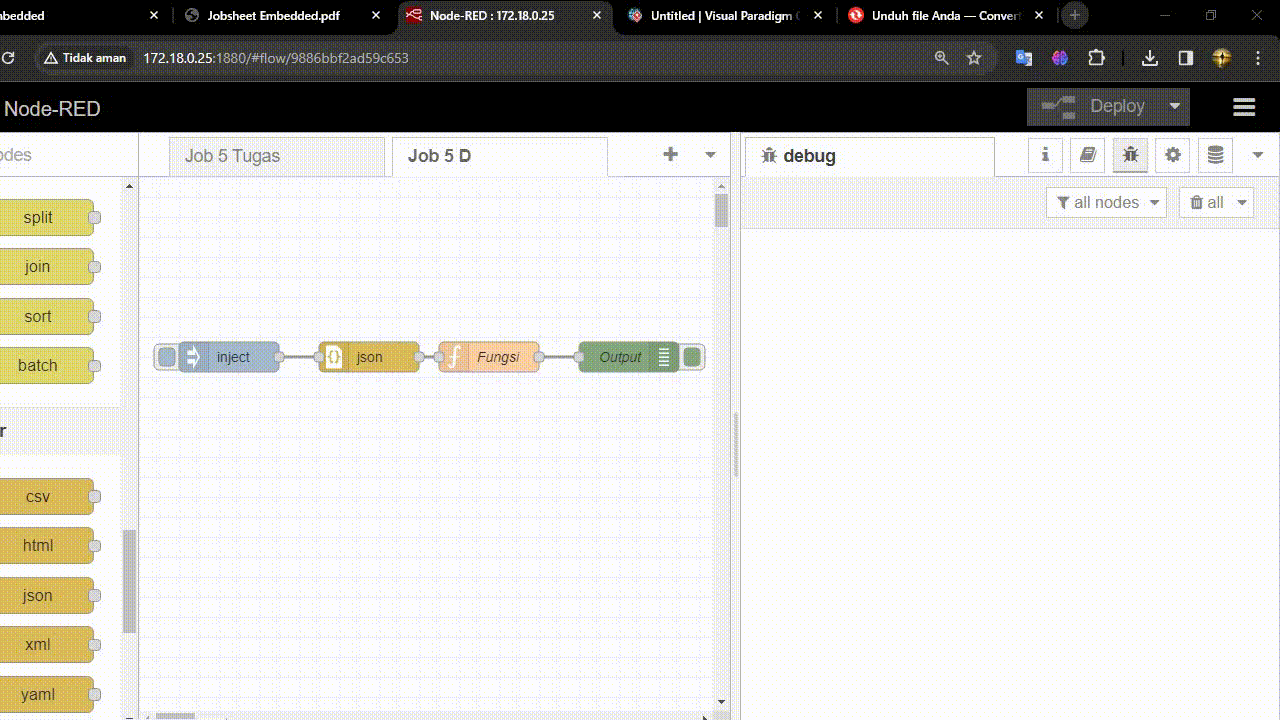 bedded
Jobsheet Embedded.pdf
Node-RED : 172.18.0.25
Untitled | Visual Paradigm
Unduh file Anda — Conver
Tidak aman
172.18.0.25:1880/#flow/9886bbf2ad59c653
Node-RED
Deploy
odes
Job 5 Tugas
Job 5 D
debug
i
all nodes
all
split
join
sort
batch
r
csv
html
json
xml
yaml
inject
json
Fungsi
Output